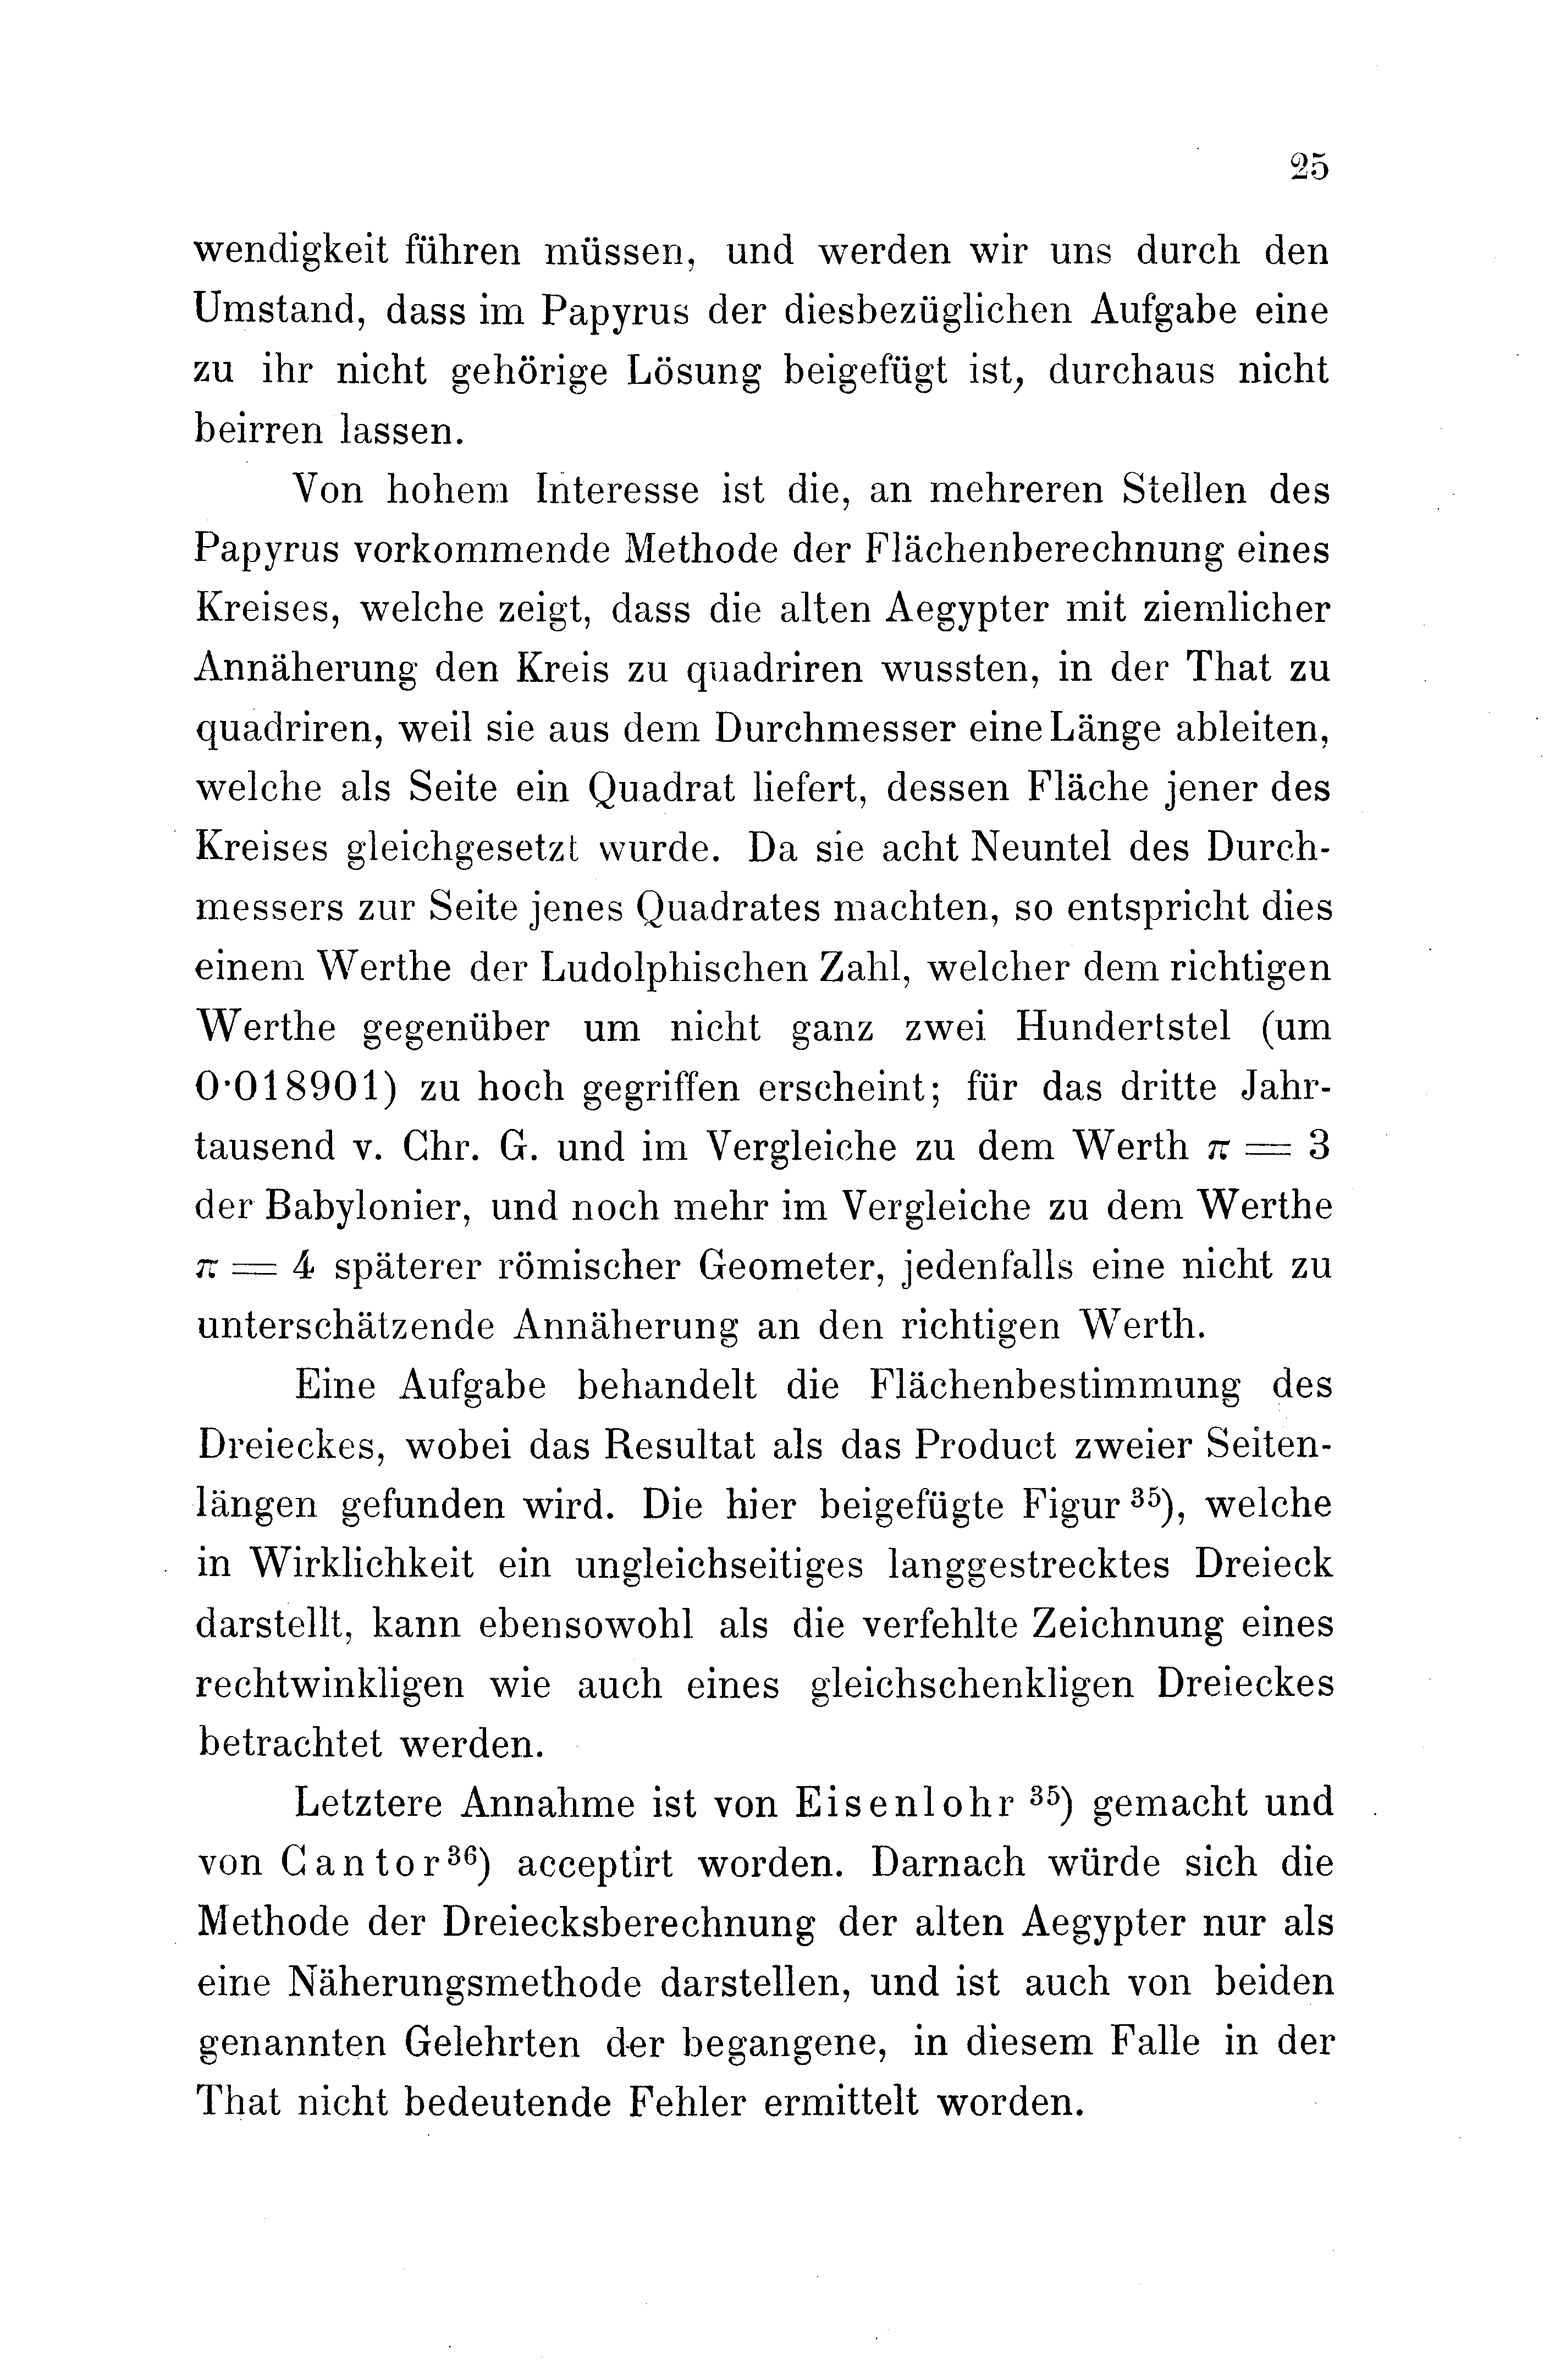 25
wendigkeit führen müssen, und werden wir uns durch den
Umstand, dass im Papyrus der diesbezüglichen Aufgabe eine
zu ihr nicht gehörige Lösung beigefügt ist, durchaus nicht
beirren lassen.
Von hohem Interesse ist die, an mehreren Stellen des
Papyrus vorkommende Methode der Flächenberechnung eines
Kreises, welche zeigt, dass die alten Aegypter mit ziemlicher
Annäherung den Kreis zu quadriren wussten, in der That zu
quadriren, weil sie aus dem Durchmesser eine Länge ableiten,
welche als Seite ein Quadrat liefert, dessen Fläche jener des
Kreises gleichgesetzt wurde. Da sie acht Neuntel des Durch-
messers zur Seite jenes Quadrates machten, so entspricht dies
einem Werthe der Ludolphischen Zahl, welcher dem richtigen
Werthe gegenüber um nicht ganz zwei Hundertstel (um
0·018901) zu hoch gegriffen erscheint; für das dritte Jahr-
tausend v. Chr. G. und im Vergleiche zu dem Werth π = 3
der Babylonier, und noch mehr im Vergleiche zu dem Werthe
π = 4 späterer römischer Geometer, jedenfalls eine nicht zu
unterschätzende Annäherung an den richtigen Werth.
Eine Aufgabe behandelt die Flächenbestimmung des
Dreieckes, wobei das Resultat als das Product zweier Seiten-
längen gefunden wird. Die hier beigefügte Figur ³⁵), welche
in Wirklichkeit ein ungleichseitiges langgestrecktes Dreieck
darstellt, kann ebensowohl als die verfehlte Zeichnung eines
rechtwinkligen wie auch eines gleichschenkligen Dreieckes
betrachtet werden.
Letztere Annahme ist von Eisenlohr ³⁵) gemacht und
von Cantor ³⁶) acceptirt worden. Darnach würde sich die
Methode der Dreiecksberechnung der alten Aegypter nur als
eine Näherungsmethode darstellen, und ist auch von beiden
genannten Gelehrten der begangene, in diesem Falle in der
That nicht bedeutende Fehler ermittelt worden.